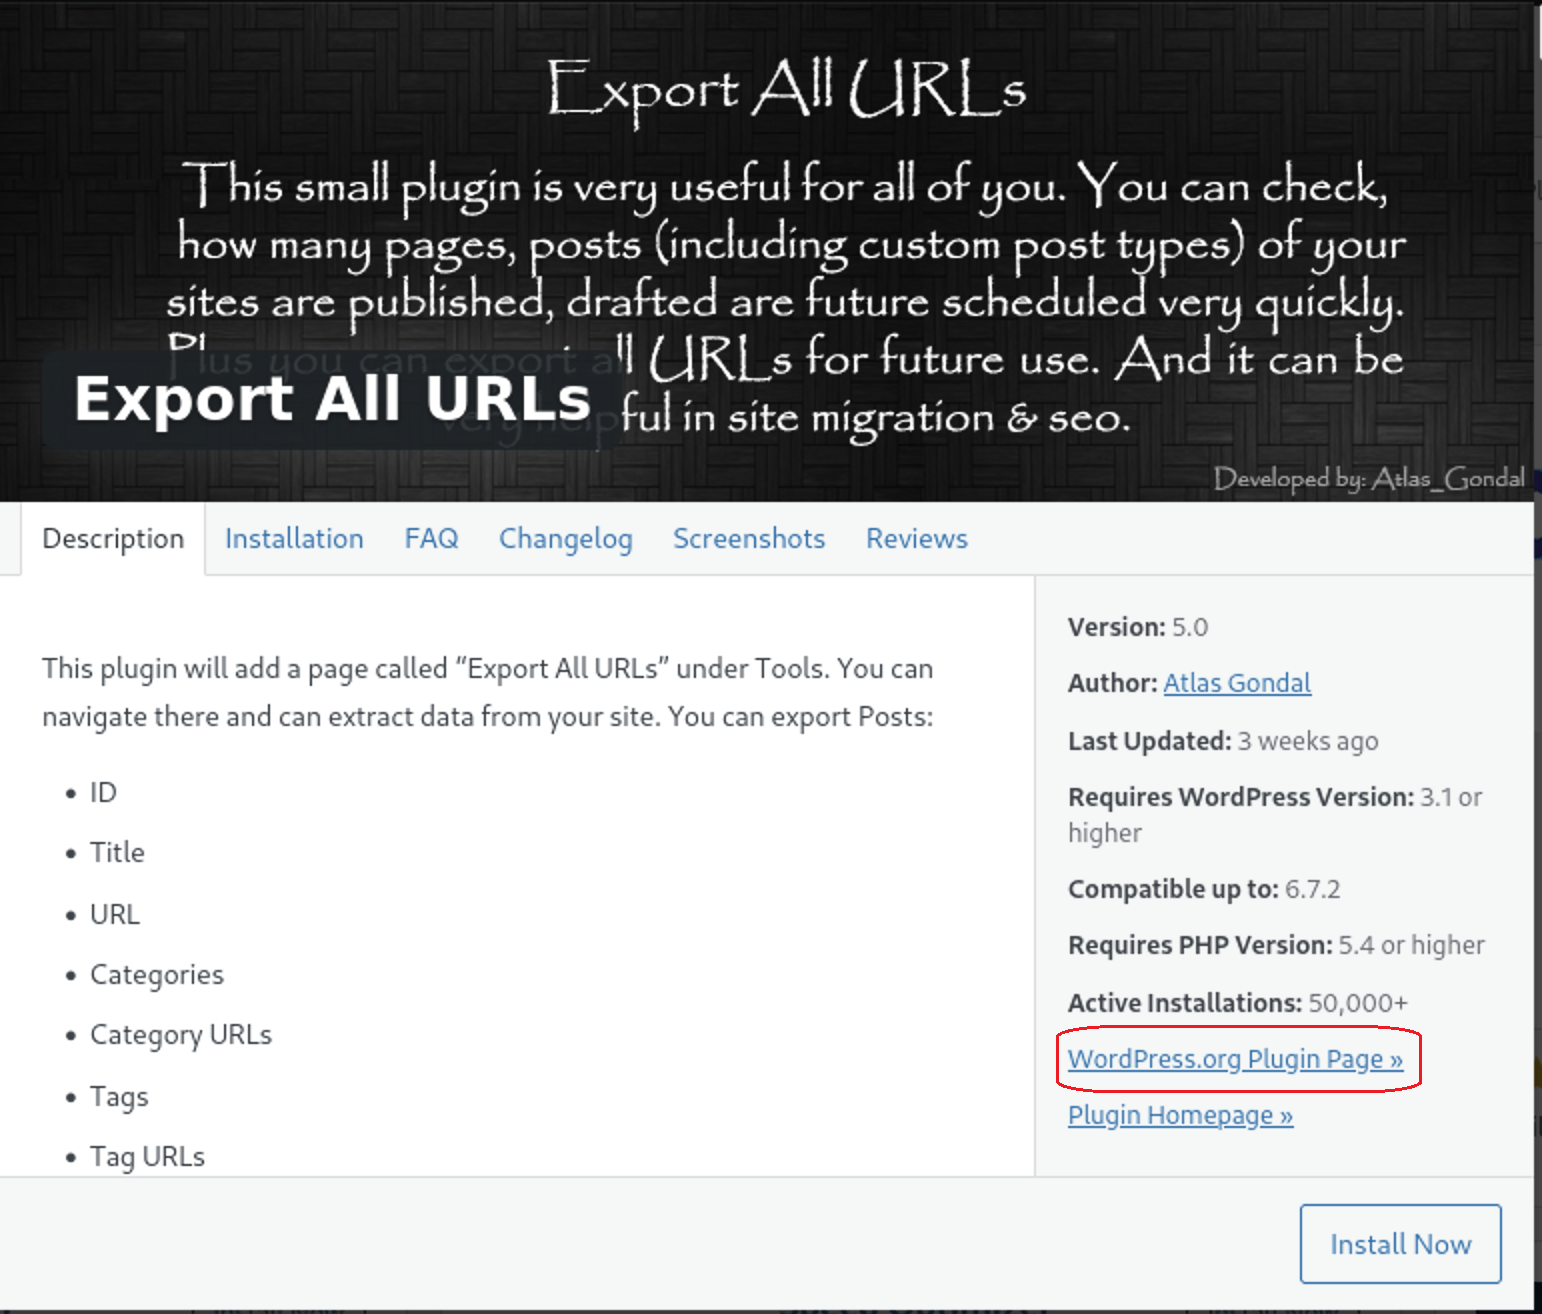 Export All URLs
This small plugin is very useful for all of you. You can check,
how many pages, posts (including custom post types) of your
sites are published, drafted are future scheduled very quickly.
Plus you can export all URLs for future use. And it can be
very helpful in site migration & seo.
Export All URLs
Developed by: Atlas_Gondal
Description
Installation
FAQ
Changelog
Screenshots
Reviews
This plugin will add a page called “Export All URLs” under Tools. You can
navigate there and can extract data from your site. You can export Posts:
• ID
• Title
• URL
• Categories
• Category URLs
• Tags
• Tag URLs
Version: 5.0
Author: Atlas Gondal
Last Updated: 3 weeks ago
Requires WordPress Version: 3.1 or
higher
Compatible up to: 6.7.2
Requires PHP Version: 5.4 or higher
Active Installations: 50,000+
WordPress.org Plugin Page »
Plugin Homepage »
Install Now